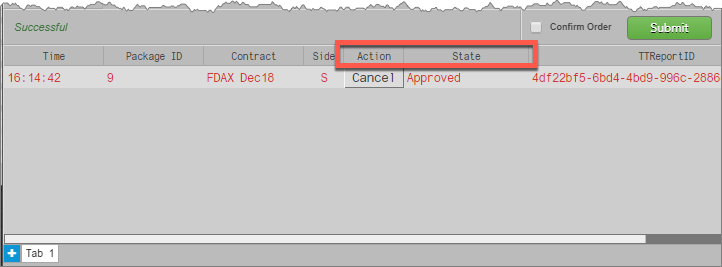 Successful
Confirm Order
Submit
Time Package ID Contract Side Action State TTReportID
16:14:42 9 FDAX Dec18 S Cancel Approved 4df22bf5-6bd4-4bd9-996c-2886
+ Tab 1